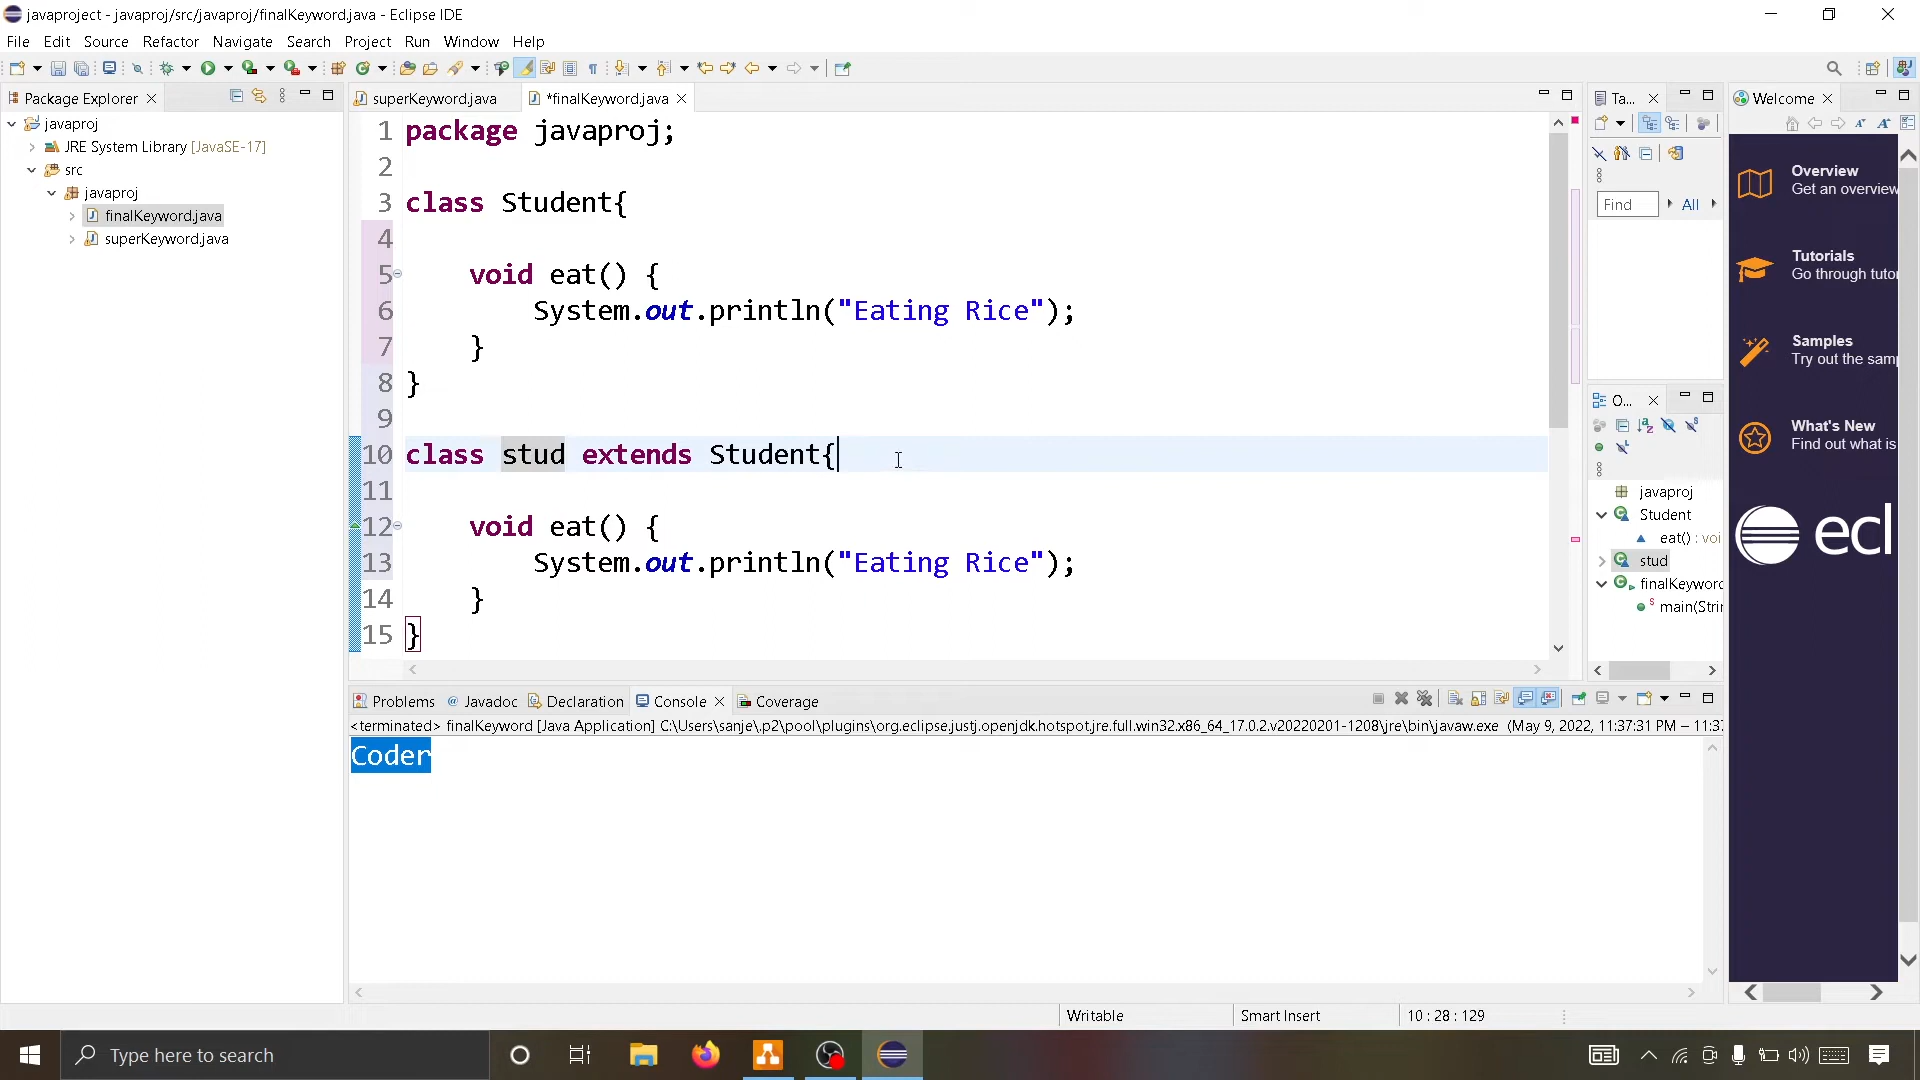 javaproject - javaproj/src/javaproj/finalKeyword.java - Eclipse IDE
File Edit Source Refactor Navigate Search Project Run Window Help
Package Explorer
javaproj
JRE System Library [JavaSE-17]
src
javaproj
finalKeyword.java
superKeyword.java
superKeyword.java *finalKeyword.java
1 package javaproj;
2
3 class Student{
4
5 void eat() {
6 System.out.println("Eating Rice");
7 }
8 }
9
10 class stud extends Student{
11
12 void eat() {
13 System.out.println("Eating Rice");
14 }
15 }
Ta...
Find All
O...
javaproj
Student
eat() : voi
stud
finalKeyword
main(Strin
Welcome
Overview
Get an overview
Tutorials
Go through tutor
Samples
Try out the samp
What's New
Find out what is
ecl
Problems @ Javadoc Declaration Console Coverage
<terminated> finalKeyword [Java Application] C:\Users\sanje\.p2\pool\plugins\org.eclipse.justj.openjdk.hotspot.jre.full.win32.x86_64_17.0.2.v20220201-1208\jre\bin\javaw.exe (May 9, 2022, 11:37:31 PM – 11:37
Coder
Writable Smart Insert 10 : 28 : 129
Type here to search